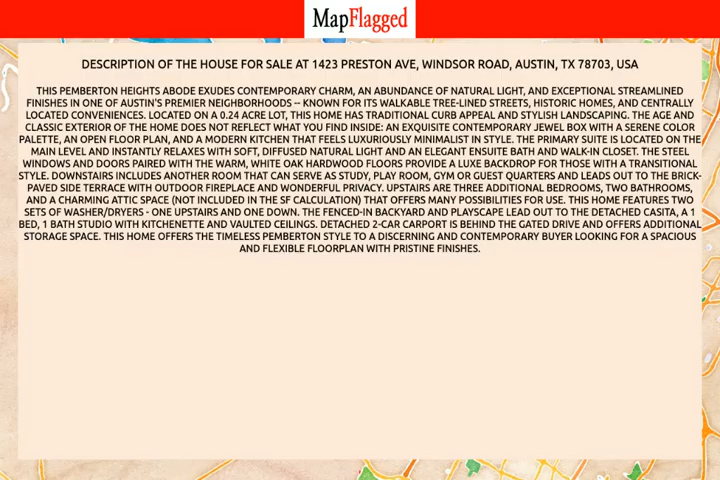 MapFlagged
DESCRIPTION OF THE HOUSE FOR SALE AT 1423 PRESTON AVE, WINDSOR ROAD, AUSTIN, TX 78703, USA
THIS PEMBERTON HEIGHTS ABODE EXUDES CONTEMPORARY CHARM, AN ABUNDANCE OF NATURAL LIGHT, AND EXCEPTIONAL STREAMLINED
FINISHES IN ONE OF AUSTIN'S PREMIER NEIGHBORHOODS -- KNOWN FOR ITS WALKABLE TREE-LINED STREETS, HISTORIC HOMES, AND CENTRALLY
LOCATED CONVENIENCES. LOCATED ON A 0.24 ACRE LOT, THIS HOME HAS TRADITIONAL CURB APPEAL AND STYLISH LANDSCAPING. THE AGE AND
CLASSIC EXTERIOR OF THE HOME DOES NOT REFLECT WHAT YOU FIND INSIDE: AN EXQUISITE CONTEMPORARY JEWEL BOX WITH A SERENE COLOR
PALETTE, AN OPEN FLOOR PLAN, AND A MODERN KITCHEN THAT FEELS LUXURIOUSLY MINIMALIST IN STYLE. THE PRIMARY SUITE IS LOCATED ON THE
MAIN LEVEL AND INSTANTLY RELAXES WITH SOFT, DIFFUSED NATURAL LIGHT AND AN ELEGANT ENSUITE BATH AND WALK-IN CLOSET. THE STEEL
WINDOWS AND DOORS PAIRED WITH THE WARM, WHITE OAK HARDWOOD FLOORS PROVIDE A LUXE BACKDROP FOR THOSE WITH A TRANSITIONAL
STYLE. DOWNSTAIRS INCLUDES ANOTHER ROOM THAT CAN SERVE AS STUDY, PLAY ROOM, GYM OR GUEST QUARTERS AND LEADS OUT TO THE BRICK-
PAVED SIDE TERRACE WITH OUTDOOR FIREPLACE AND WONDERFUL PRIVACY. UPSTAIRS ARE THREE ADDITIONAL BEDROOMS, TWO BATHROOMS,
AND A CHARMING ATTIC SPACE (NOT INCLUDED IN THE SF CALCULATION) THAT OFFERS MANY POSSIBILITIES FOR USE. THIS HOME FEATURES TWO
SETS OF WASHER/DRYERS - ONE UPSTAIRS AND ONE DOWN. THE FENCED-IN BACKYARD AND PLAYSCAPE LEAD OUT TO THE DETACHED CASITA, A 1
BED, 1 BATH STUDIO WITH KITCHENETTE AND VAULTED CEILINGS. DETACHED 2-CAR CARPORT IS BEHIND THE GATED DRIVE AND OFFERS ADDITIONAL
STORAGE SPACE. THIS HOME OFFERS THE TIMELESS PEMBERTON STYLE TO A DISCERNING AND CONTEMPORARY BUYER LOOKING FOR A SPACIOUS
AND FLEXIBLE FLOORPLAN WITH PRISTINE FINISHES.